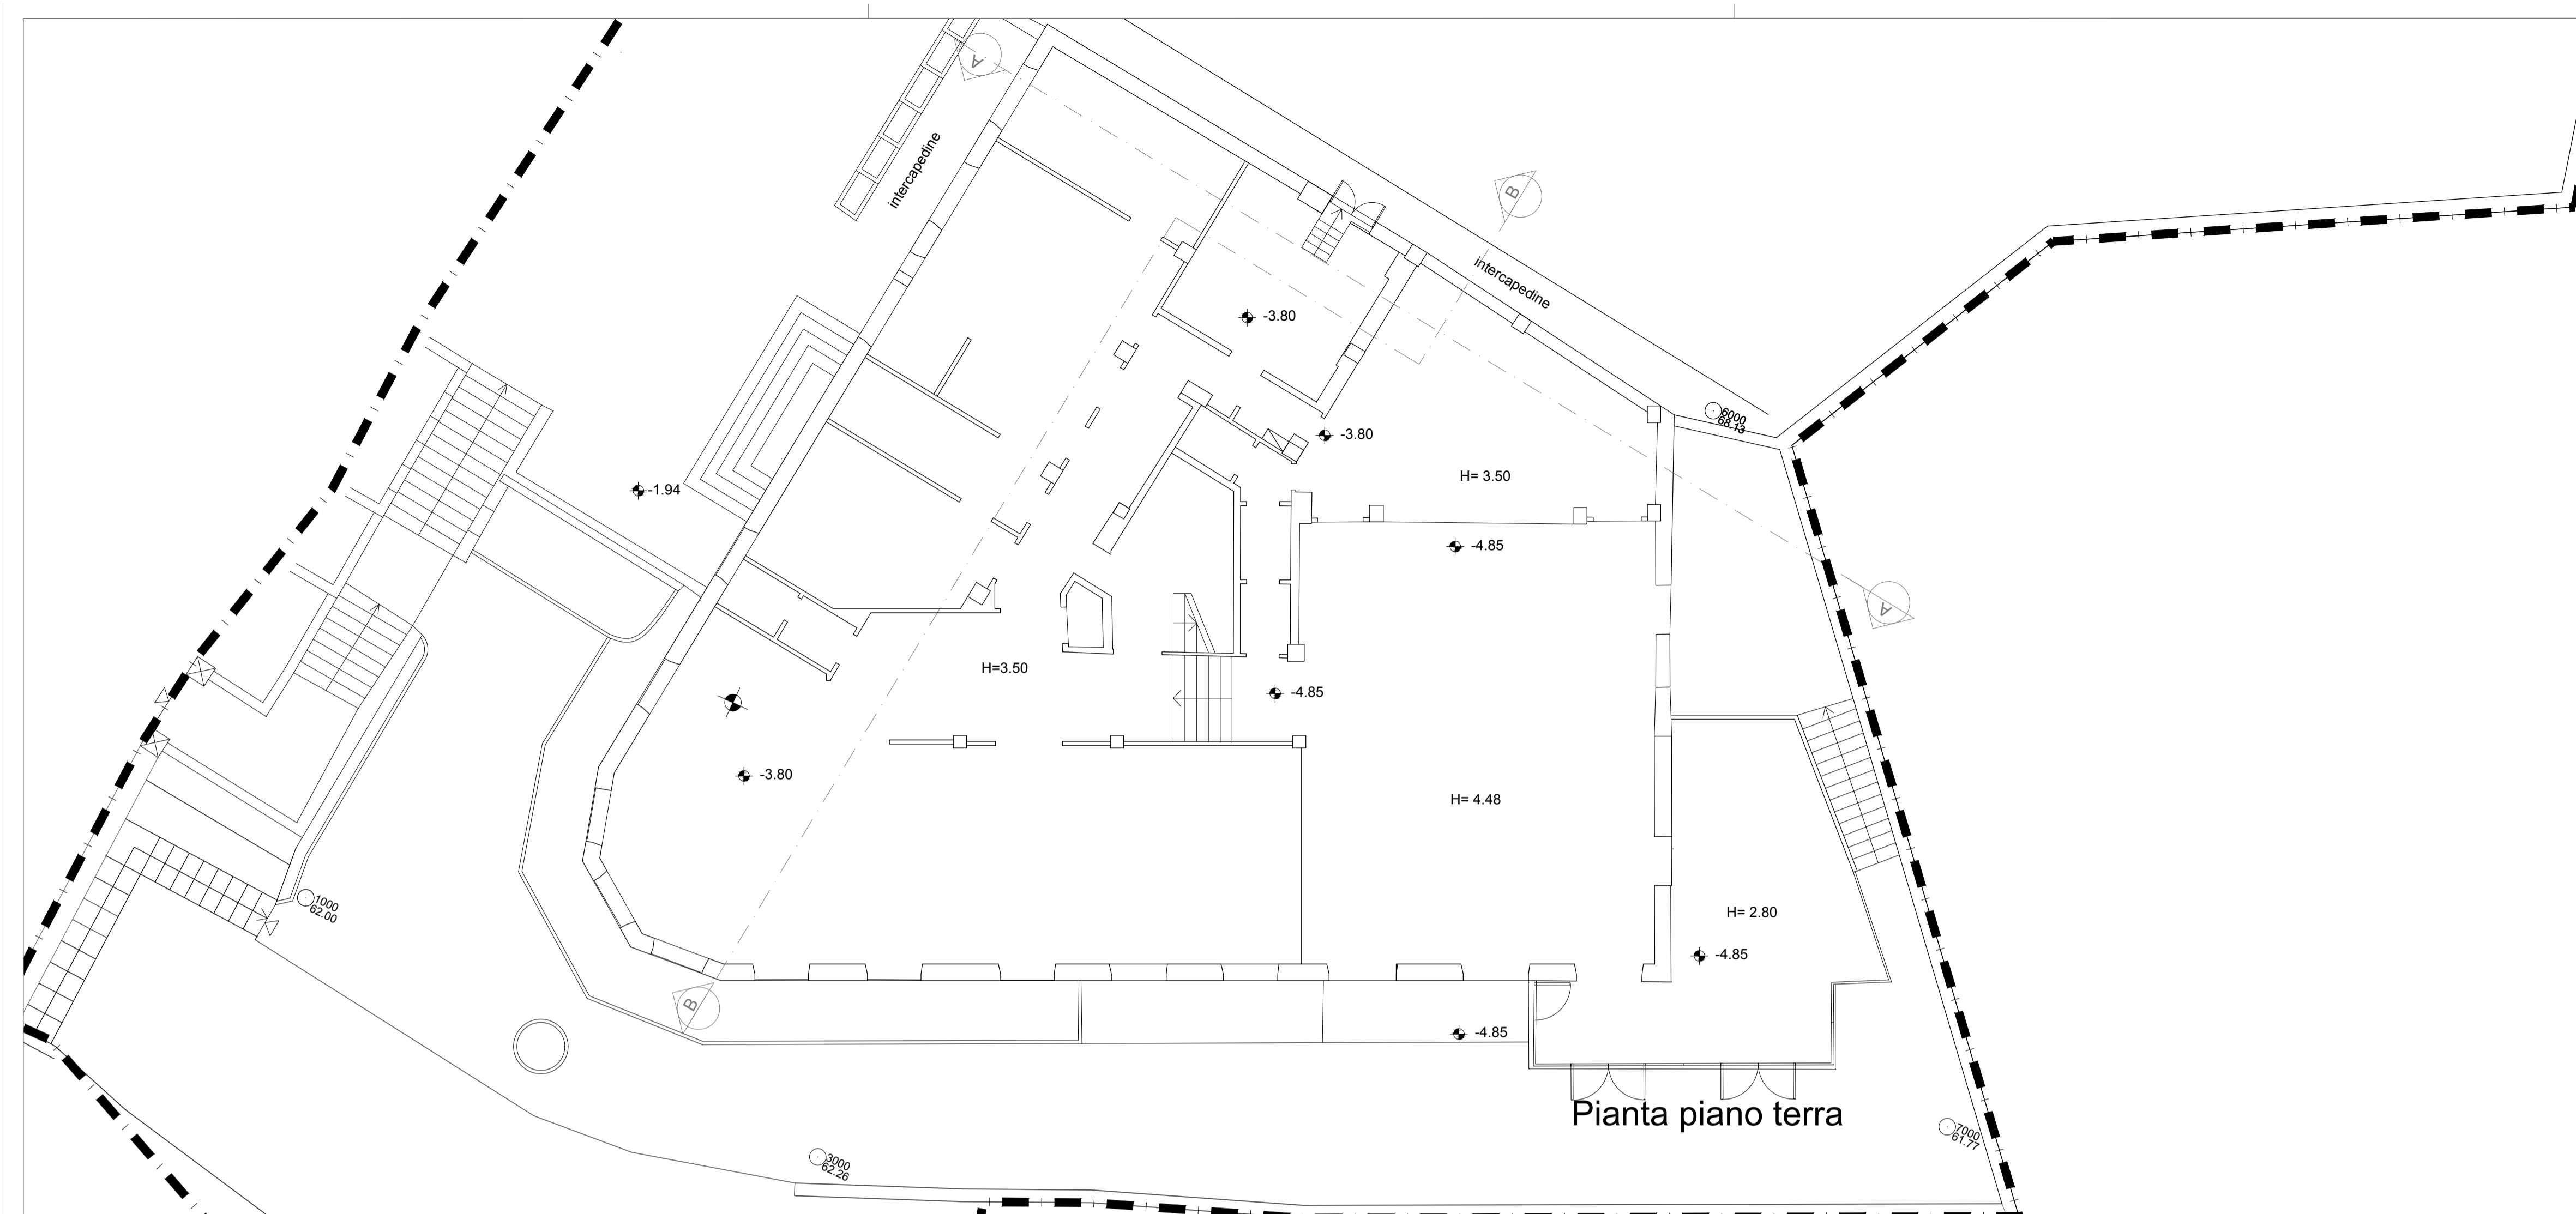 A
intercapedine
B
intercapedine
-3.80
6000
68.13
-3.80
H= 3.50
-1.94
-4.85
A
H=3.50
-4.85
-3.80
H= 4.48
1000
62.00
H= 2.80
-4.85
B
-4.85
Pianta piano terra
7000
61.77
3000
62.26